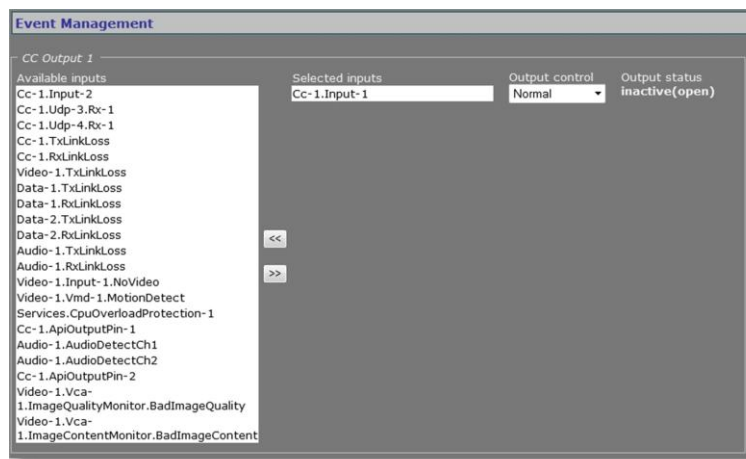 Event Management
CC Output 1
Available inputs
Selected inputs
Output control
Output status
Cc-1.Input-2
Cc-1.Input-1
Normal
inactive(open)
Cc-1.Udp-3.Rx-1
Cc-1.Udp-4.Rx-1
Cc-1.TxLinkLoss
Cc-1.RxLinkLoss
Video-1.TxLinkLoss
Data-1.TxLinkLoss
Data-1.RxLinkLoss
Data-2.TxLinkLoss
Data-2.RxLinkLoss
<<
Audio-1.TxLinkLoss
Audio-1.RxLinkLoss
>>
Video-1.Input-1.NoVideo
Video-1.Vmd-1.MotionDetect
Services.CpuOverloadProtection-1
Cc-1.ApiOutputPin-1
Audio-1.AudioDetectCh1
Audio-1.AudioDetectCh2
Cc-1.ApiOutputPin-2
Video-1.Vca-
1.ImageQualityMonitor.BadImageQuality
Video-1.Vca-
1.ImageContentMonitor.BadImageContent